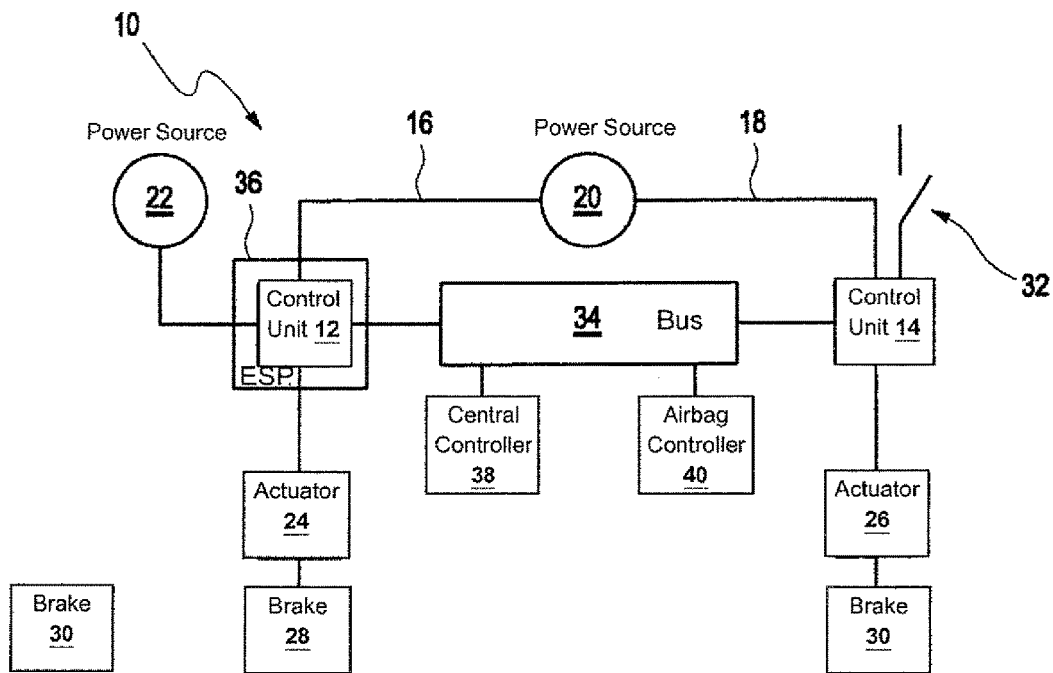 10
Power Source
22
36
16
Power Source
20
18
32
Control
Unit 12
ESP
34 Bus
Control
Unit 14
Central
Controller
38
Airbag
Controller
40
Actuator
24
Actuator
26
Brake
30
Brake
28
Brake
30